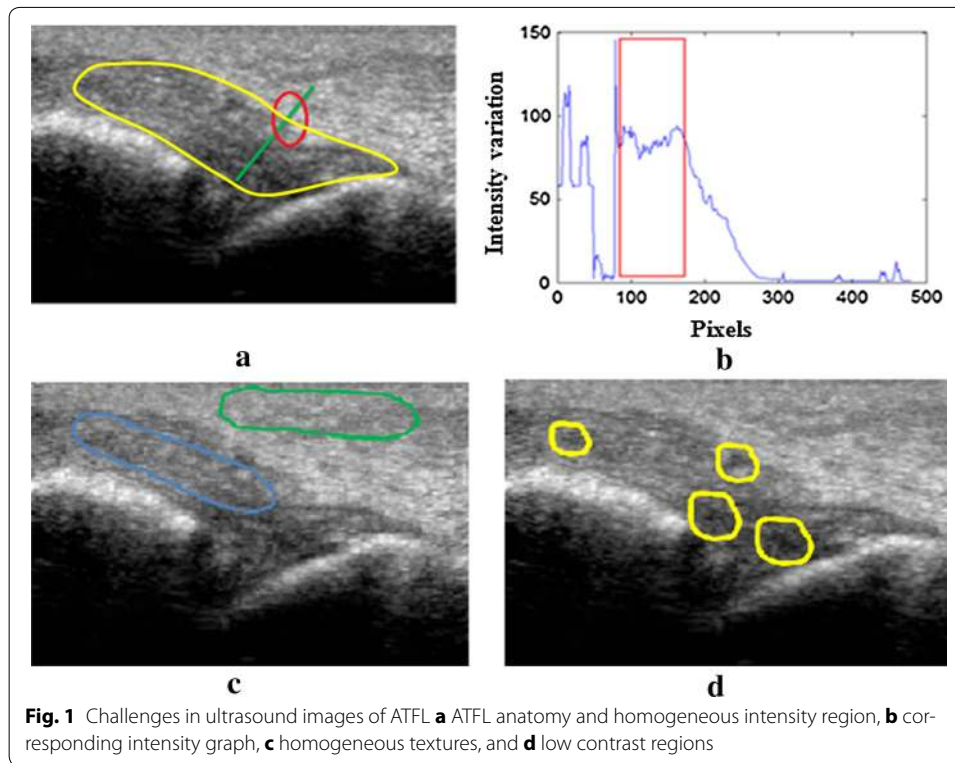 150
100
50
0
0 100 200 300 400 500
Intensity variation
Pixels
a
b
c
d
Fig. 1 Challenges in ultrasound images of ATFL a ATFL anatomy and homogeneous intensity region, b cor-
responding intensity graph, c homogeneous textures, and d low contrast regions